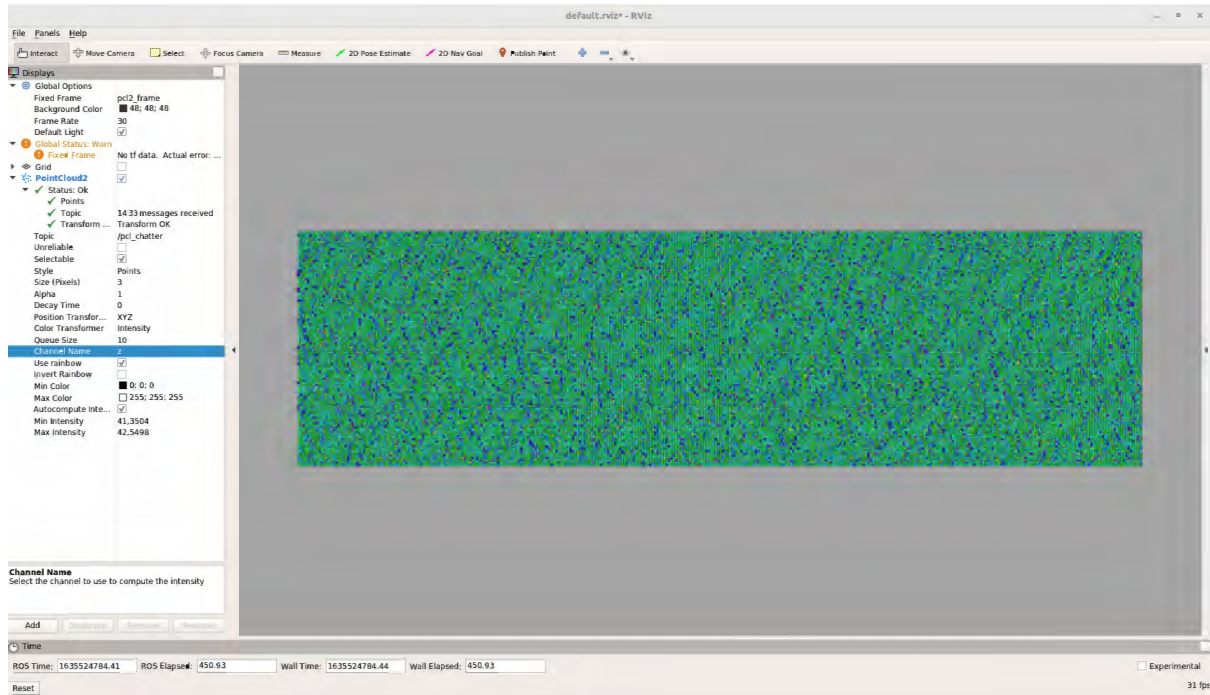 default.rviz* - RViz
File Panels Help
Interact Move Camera Select Focus Camera Measure 2D Pose Estimate 2D Nav Goal Publish Point
Displays
Global Options
Fixed Frame pcl2_frame
Background Color 48; 48; 48
Frame Rate 30
Default Light
Global Status: Warn
Fixed Frame No tf data. Actual error: ...
Grid
PointCloud2
Status: Ok
Points
Topic 1433 messages received
Transform ... Transform OK
Topic /pcl_chatter
Unreliable
Selectable
Style Points
Size (Pixels) 3
Alpha 1
Decay Time 0
Position Transfor... XYZ
Color Transformer Intensity
Queue Size 10
Channel Name z
Use rainbow
Invert Rainbow
Min Color 0; 0; 0
Max Color 255; 255; 255
Autocompute Inte...
Min Intensity 41,3504
Max Intensity 42,5498
Channel Name
Select the channel to use to compute the intensity
Add Duplicate Remove Rename
Time
ROS Time: 1635524784.41 ROS Elapsed: 450.93 Wall Time: 1635524784.44 Wall Elapsed: 450.93 Experimental
Reset 31 fps